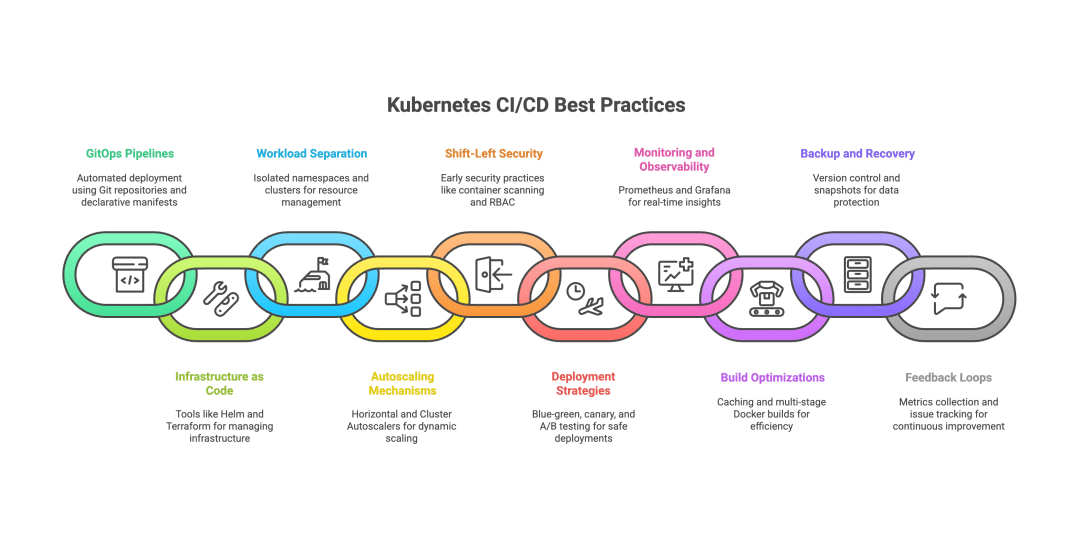 Kubernetes CI/CD Best Practices
GitOps Pipelines
Automated deployment
using Git repositories and
declarative manifests
Workload Separation
Isolated namespaces and
clusters for resource
management
Shift-Left Security
Early security practices
like container scanning
and RBAC
Monitoring and
Observability
Prometheus and Grafana
for real-time insights
Backup and Recovery
Version control and
snapshots for data
protection
</>
Infrastructure as
Code
Tools like Helm and
Terraform for managing
infrastructure
Autoscaling
Mechanisms
Horizontal and Cluster
Autoscalers for dynamic
scaling
Deployment
Strategies
Blue-green, canary, and
A/B testing for safe
deployments
Build Optimizations
Caching and multi-stage
Docker builds for
efficiency
Feedback Loops
Metrics collection and
issue tracking for
continuous improvement